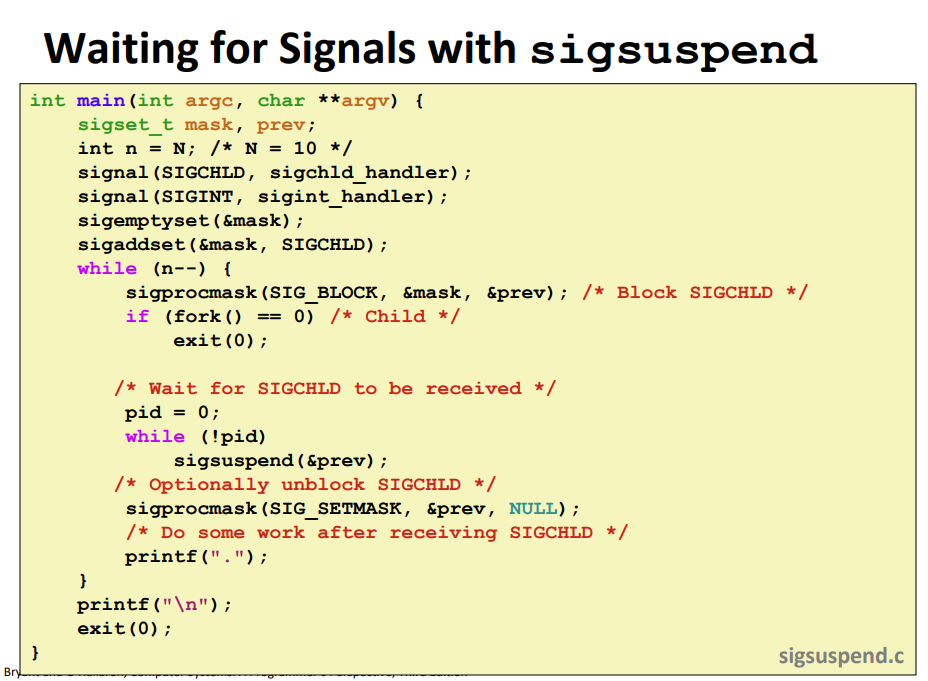 Waiting for Signals with sigsuspend
int main(int argc, char **argv) {
    sigset_t mask, prev;
    int n = N; /* N = 10 */
    signal(SIGCHLD, sigchld_handler);
    signal(SIGINT, sigint_handler);
    sigemptyset(&mask);
    sigaddset(&mask, SIGCHLD);
    while (n--) {
        sigprocmask(SIG_BLOCK, &mask, &prev); /* Block SIGCHLD */
        if (fork() == 0) /* Child */
            exit(0);

       /* Wait for SIGCHLD to be received */
        pid = 0;
        while (!pid)
            sigsuspend(&prev);
       /* Optionally unblock SIGCHLD */
        sigprocmask(SIG_SETMASK, &prev, NULL);
        /* Do some work after receiving SIGCHLD */
        printf(".");
    }
    printf("\n");
    exit(0);
}
sigsuspend.c